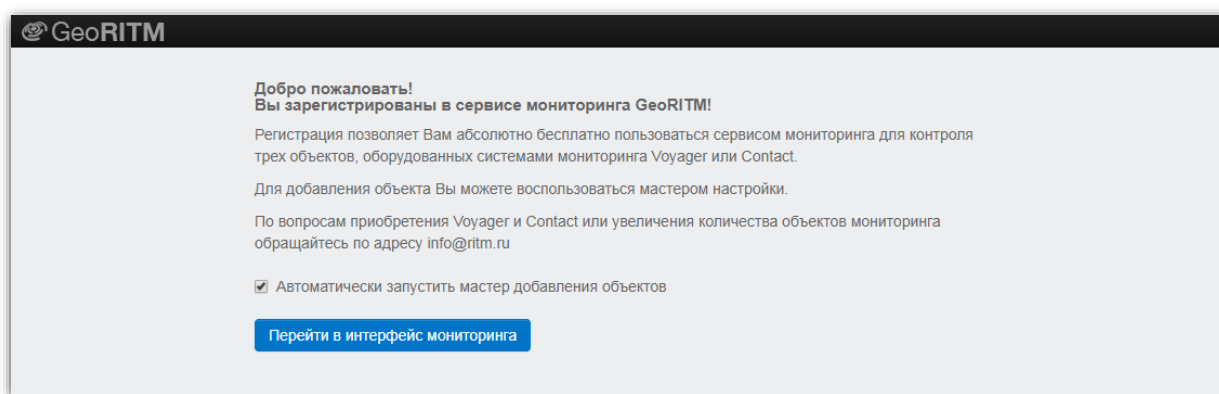 GeoRITM
Добро пожаловать!
Вы зарегистрированы в сервисе мониторинга GeoRITM!
Регистрация позволяет Вам абсолютно бесплатно пользоваться сервисом мониторинга для контроля
трех объектов, оборудованных системами мониторинга Voyager или Contact.
Для добавления объекта Вы можете воспользоваться мастером настройки.
По вопросам приобретения Voyager и Contact или увеличения количества объектов мониторинга
обращайтесь по адресу info@ritm.ru
Автоматически запустить мастер добавления объектов
Перейти в интерфейс мониторинга